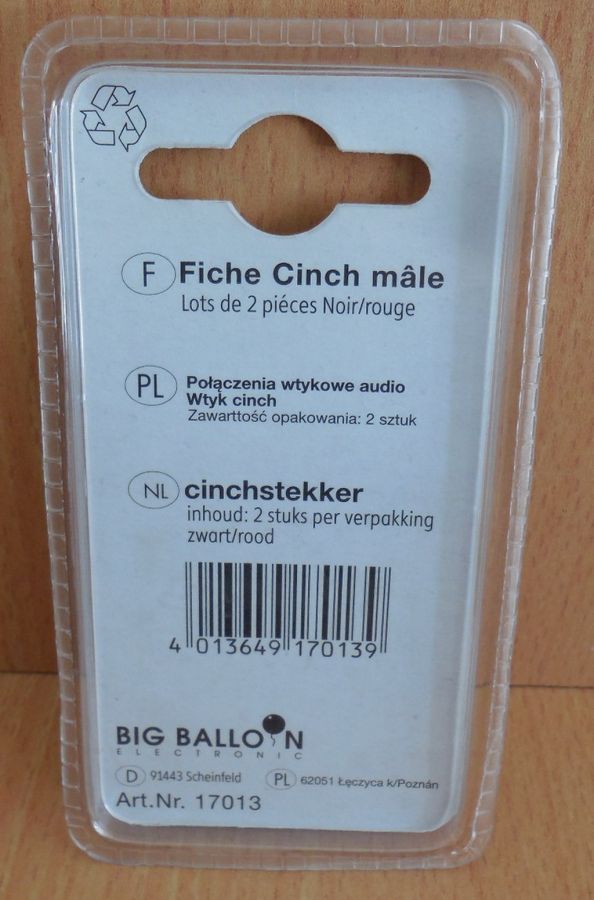 F Fiche Cinch mâle
Lots de 2 piéces Noir/rouge
PL Połączenia wtykowe audio
Wtyk cinch
Zawarttość opakowania: 2 sztuk
NL cinchstekker
inhoud: 2 stuks per verpakking
zwart/rood
4 013649 170139
BIG BALLOON
ELECTRONIC
D 91443 Scheinfeld PL 62051 Łęczyca k/Poznán
Art.Nr. 17013